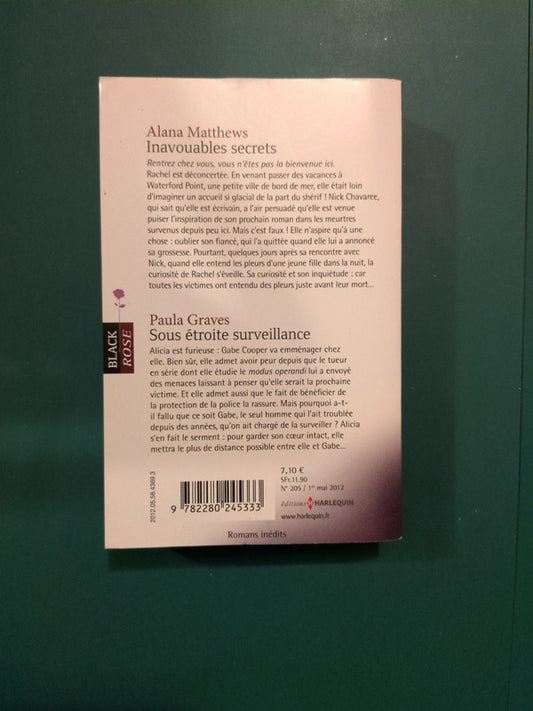 Alana Matthews
Inavouables secrets
Rentrez chez vous, vous n'êtes pas la bienvenue ici.
Rachel est déconcertée. En venant passer des vacances à
Waterford Point, une petite ville de bord de mer, elle était loin
d'imaginer un accueil si glacial de la part du shérif ! Nick Chavaree,
qui sait qu'elle est écrivain, a l'air persuadé qu'elle est venue
puiser l'inspiration de son prochain roman dans les meurtres
survenus depuis peu ici. Mais c'est faux ! Elle n'aspire qu'à une
chose : oublier son fiancé, qui l'a quittée quand elle lui a annoncé
sa grossesse. Pourtant, quelques jours après sa rencontre avec
Nick, quand elle entend les pleurs d'une jeune fille dans la nuit, la
curiosité de Rachel s'éveille. Sa curiosité et son inquiétude : car
toutes les victimes ont entendu des pleurs juste avant leur mort...
Paula Graves
Sous étroite surveillance
Alicia est furieuse : Gabe Cooper va emménager chez
elle. Bien sûr, elle admet avoir peur depuis que le tueur
en série dont elle étudie le modus operandi lui a envoyé
des menaces laissant à penser qu'elle serait la prochaine
victime. Et elle admet aussi que le fait de bénéficier de
la protection de la police la rassure. Mais pourquoi a-t-
il fallu que ce soit Gabe, le seul homme qui l'ait troublée
depuis des années, qu'on ait chargé de la surveiller ? Alicia
s'en fait le serment : pour garder son cœur intact, elle
mettra le plus de distance possible entre elle et Gabe...
BLACK
ROSE
2012.05.58.4369.3
9 782280 245333
7,10 €
SFr.11.90
N° 205 / 1er mai 2012
éditions HARLEQUIN
www.harlequin.fr
Romans inédits